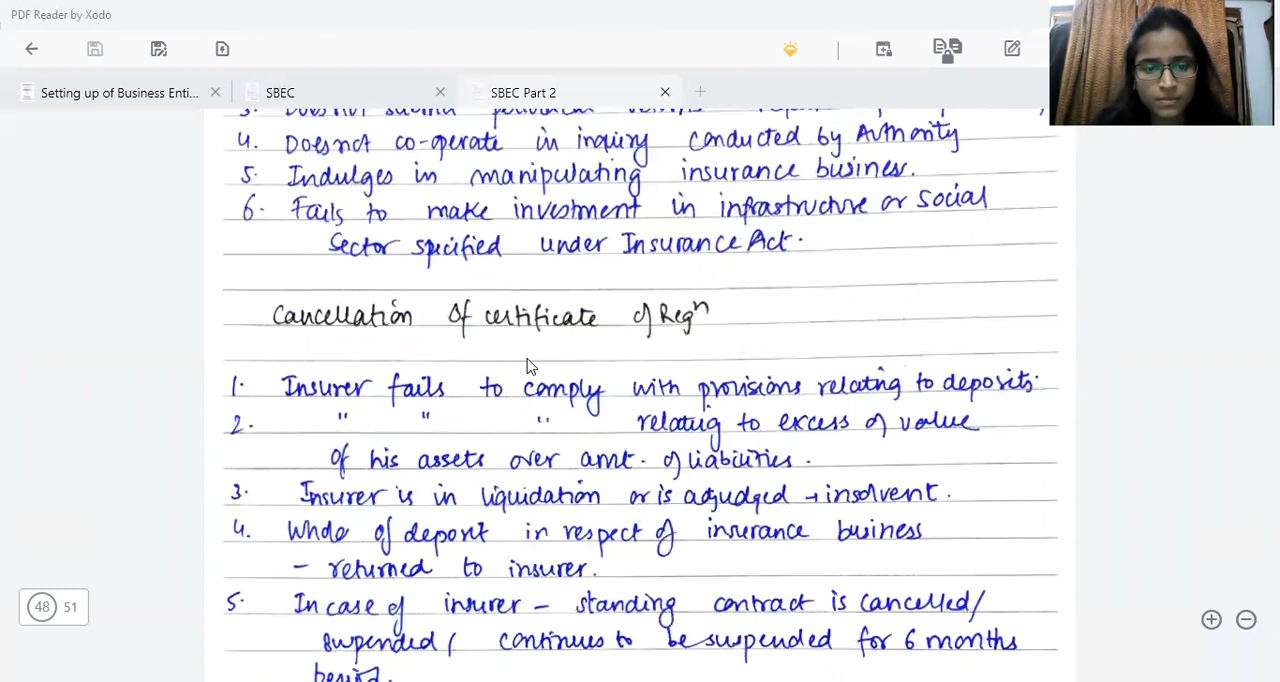 PDF Reader by Xodo
Setting up of Business Enti...
SBEC
SBEC Part 2
3. Does not submit
4. Doesnot co-operate in inquiry conducted by Authority
5. Indulges in manipulating insurance business.
6. Fails to make investment in infrastructure or social
Sector specified under Insurance Act.
Cancellation of certificate of Regn
1. Insurer fails to comply with provisions relating to deposits.
2. " " " relating to excess of value
of his assets over amt. of liabilities.
3. Insurer is in liquidation or is adjudged → insolvent.
4. Whole of deposit in respect of insurance business
- returned to insurer.
5. In case of insurer - standing contract is cancelled/
suspended/ continues to be suspended for 6 months
period.
48 51